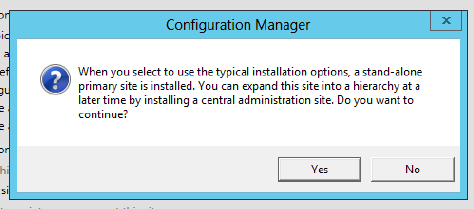 Configuration Manager
x
When you select to use the typical installation options, a stand-alone
primary site is installed. You can expand this site into a hierarchy at a
later time by installing a central administration site. Do you want to
continue?
Yes
No